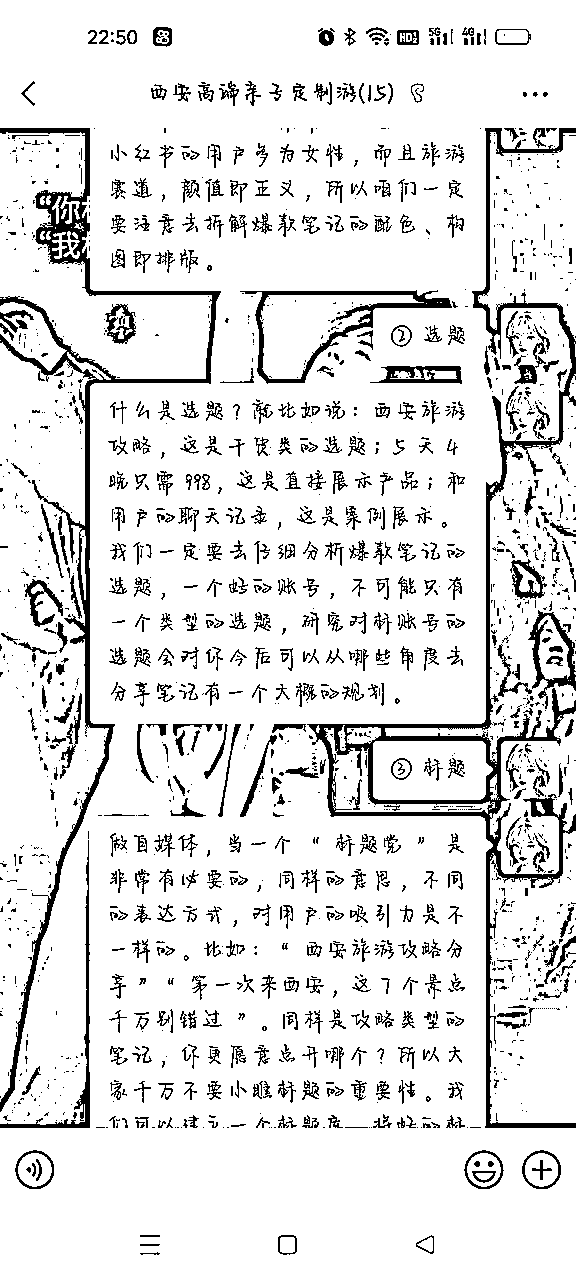 22:50
HD 5G 4G
西安高端亲子定制游(15)
小红书的用户多为女性，而且旅游
赛道，颜值即正义，所以咱们一定
要注意去拆解爆款笔记的配色、构
图即排版。
“你
“我
② 选题
什么是选题？就比如说：西安旅游
攻略，这是干货类的选题；5 天 4
晚只需 998，这是直接展示产品；和
用户的聊天记录，这是案例展示。
我们一定要去仔细分析爆款笔记的
选题，一个好的账号，不可能只有
一个类型的选题，研究对标账号的
选题会对你今后可以从哪些角度去
分享笔记有一个大概的规划。
③ 标题
做自媒体，当一个 “ 标题党 ” 是
非常有必要的，同样的意思，不同
的表达方式，对用户的吸引力是不
一样的。比如：“ 西安旅游攻略分
享 ” “ 第一次来西安，这 7 个景点
千万别错过 ” 。同样是攻略类型的
笔记，你更愿意点开哪个？所以大
家千万不要小瞧标题的重要性。我
们可以建立一个标题库，将好的标